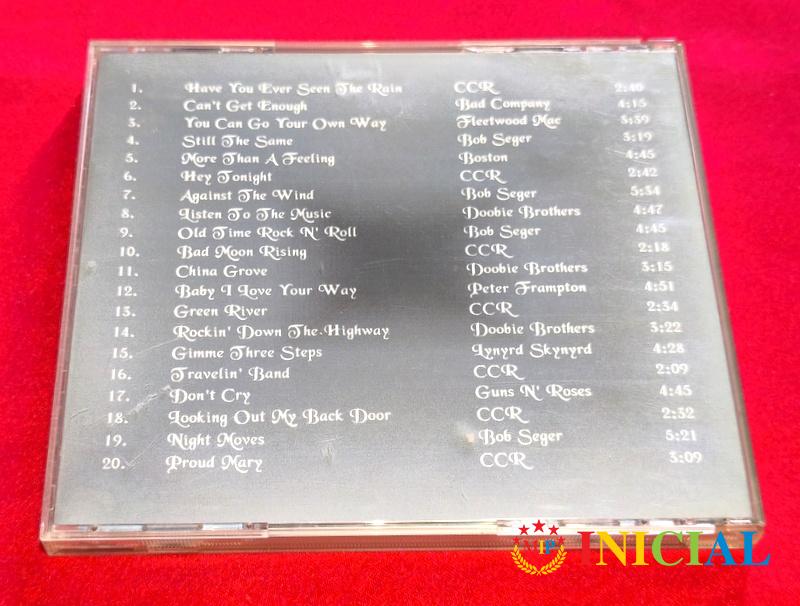 1. Have You Ever Seen The Rain CCR 2:40
2. Can't Get Enough Bad Company 4:15
3. You Can Go Your Own Way Fleetwood Mac 3:39
4. Still The Same Bob Seger 3:19
5. More Than A Feeling Boston 4:45
6. Hey Tonight CCR 2:42
7. Against The Wind Bob Seger 5:34
8. Listen To The Music Doobie Brothers 4:47
9. Old Time Rock N' Roll Bob Seger 4:45
10. Bad Moon Rising CCR 2:18
11. China Grove Doobie Brothers 3:15
12. Baby I Love Your Way Peter Frampton 4:51
13. Green River CCR 2:34
14. Rockin' Down The Highway Doobie Brothers 3:22
15. Gimme Three Steps Lynyrd Skynyrd 4:28
16. Travelin' Band CCR 2:09
17. Don't Cry Guns N' Roses 4:45
18. Looking Out My Back Door CCR 2:32
19. Night Moves Bob Seger 5:21
20. Proud Mary CCR 3:09
VIP INICIAL